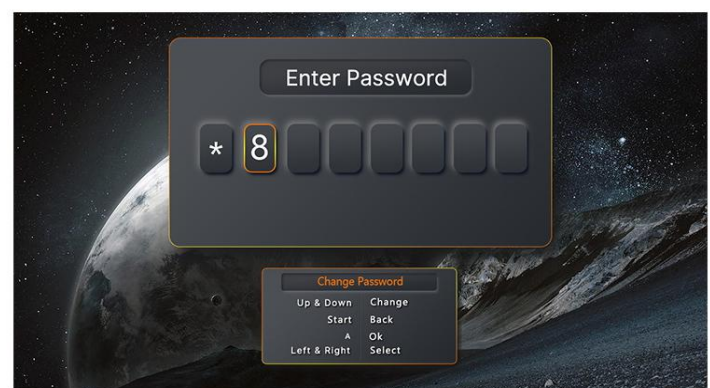 Enter Password
* 8
Change Password
Up & Down Change
Start Back
A Ok
Left & Right Select